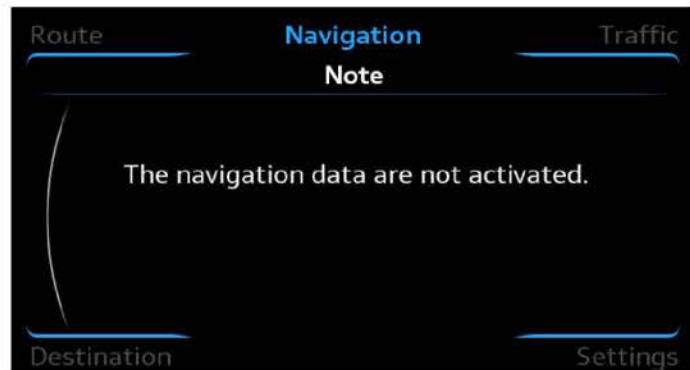 Route Navigation Traffic
Note
The navigation data are not activated.
Destination Settings